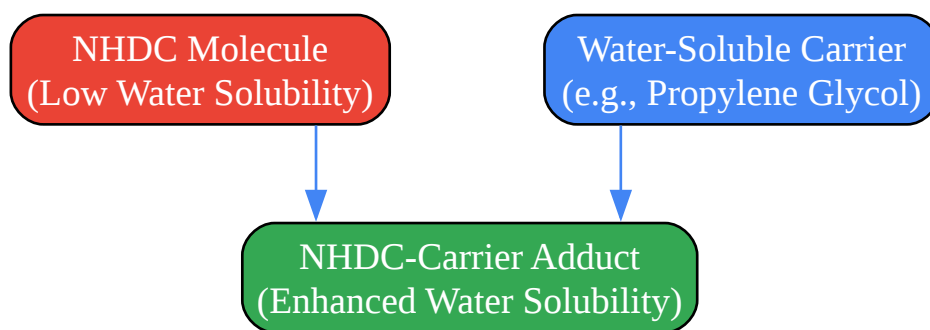 NHDC Molecule
(Low Water Solubility)
Water-Soluble Carrier
(e.g., Propylene Glycol)
NHDC-Carrier Adduct
(Enhanced Water Solubility)